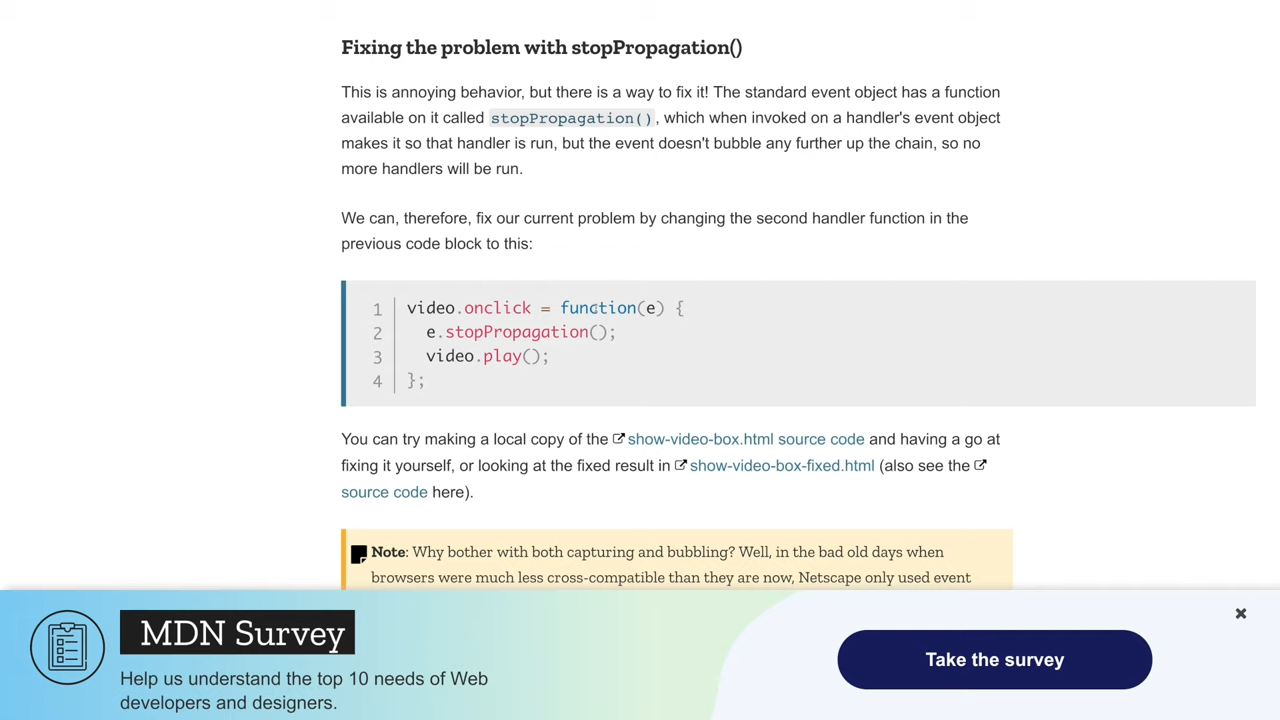 Fixing the problem with stopPropagation()
This is annoying behavior, but there is a way to fix it! The standard event object has a function
available on it called stopPropagation(), which when invoked on a handler's event object
makes it so that handler is run, but the event doesn't bubble any further up the chain, so no
more handlers will be run.
We can, therefore, fix our current problem by changing the second handler function in the
previous code block to this:
1 video.onclick = function(e) {
2 e.stopPropagation();
3 video.play();
4 };
You can try making a local copy of the show-video-box.html source code and having a go at
fixing it yourself, or looking at the fixed result in show-video-box-fixed.html (also see the
source code here).
Note: Why bother with both capturing and bubbling? Well, in the bad old days when
browsers were much less cross-compatible than they are now, Netscape only used event
MDN Survey
Help us understand the top 10 needs of Web
developers and designers.
Take the survey